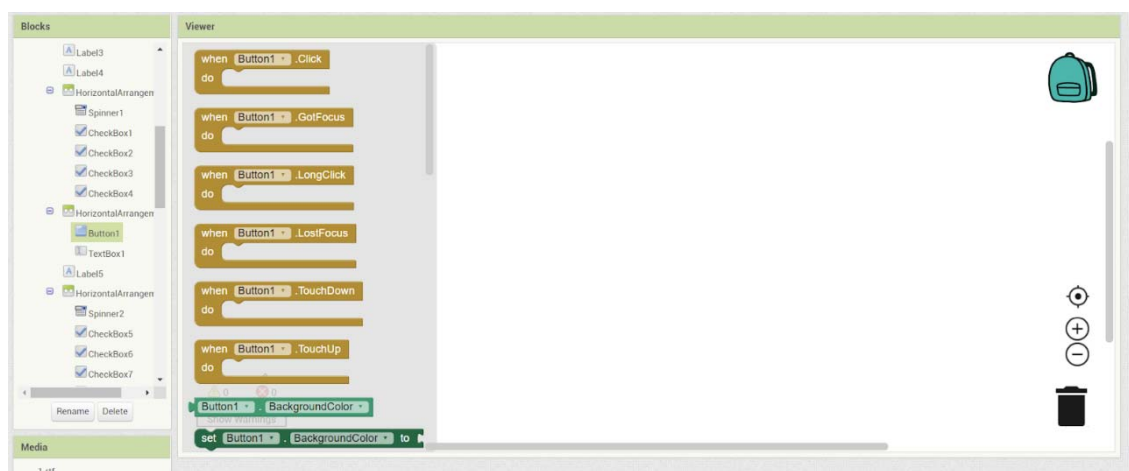 Blocks
Viewer
Label3
Label4
HorizontalArrangem
Spinner1
CheckBox1
CheckBox2
CheckBox3
CheckBox4
HorizontalArrangem
Button1
TextBox1
Label5
HorizontalArrangem
Spinner2
CheckBox5
CheckBox6
CheckBox7
Rename Delete
Media
when Button1 .Click
do
when Button1 .GotFocus
do
when Button1 .LongClick
do
when Button1 .LostFocus
do
when Button1 .TouchDown
do
when Button1 .TouchUp
do
0 0
Button1 . BackgroundColor
Show Warnings
set Button1 . BackgroundColor to